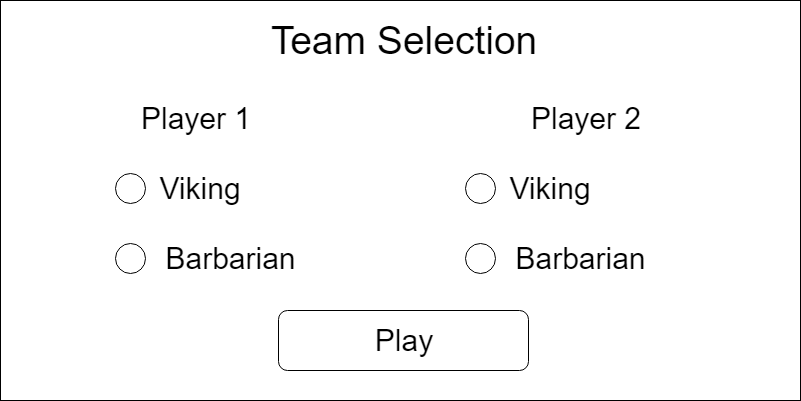 Team Selection
Player 1
Player 2
Viking
Viking
Barbarian
Barbarian
Play